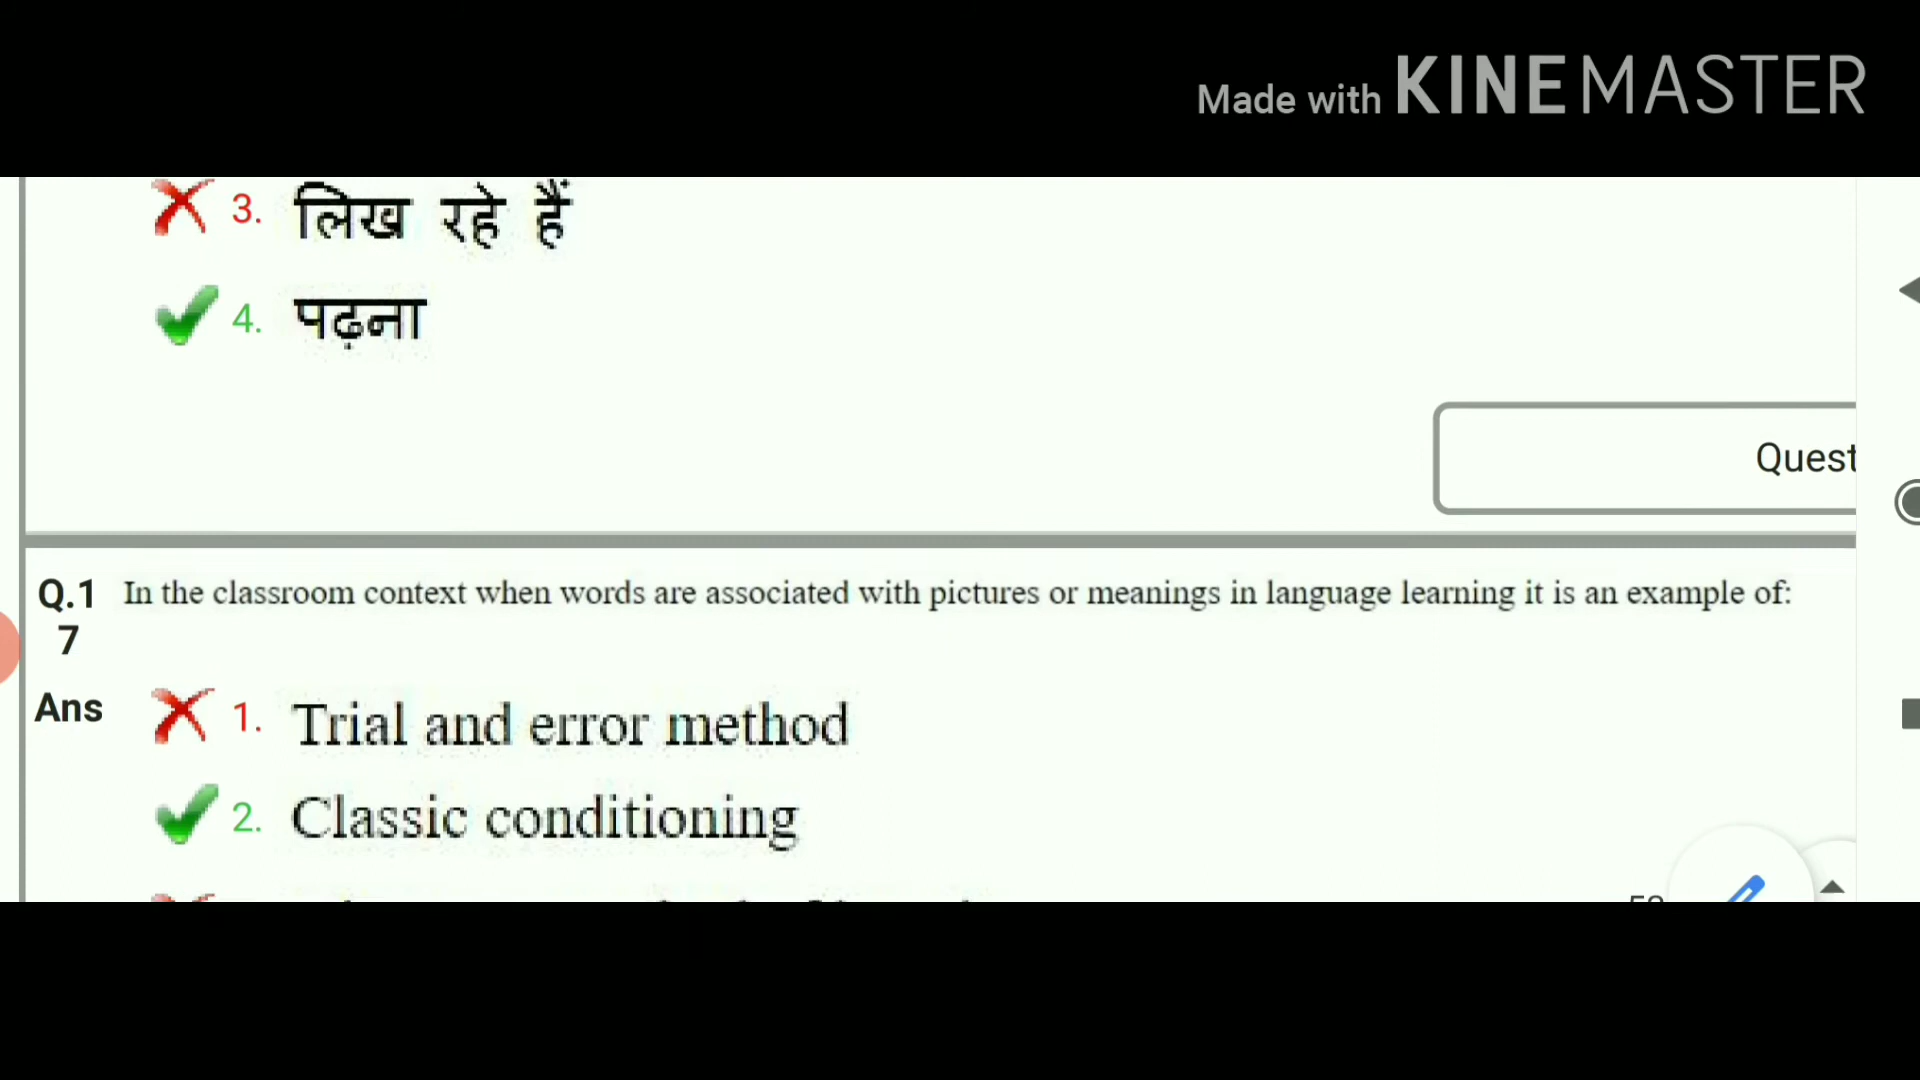 Made with KINEMASTER
3. लिख रहे हैं
4. पढ़ना
Quest
Q.1 In the classroom context when words are associated with pictures or meanings in language learning it is an example of:
7
Ans 1. Trial and error method
2. Classic conditioning